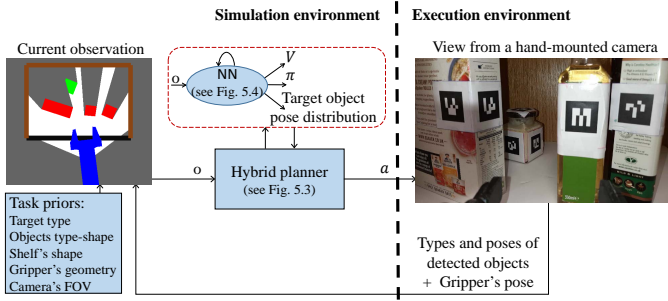 Simulation environment
Execution environment
Current observation
View from a hand-mounted camera
o
NN
(see Fig. 5.4)
V
π
Target object
pose distribution
o
Hybrid planner
(see Fig. 5.3)
a
Task priors:
Target type
Objects type-shape
Shelf's shape
Gripper's geometry
Camera's FOV
Types and poses of
detected objects
+ Gripper's pose